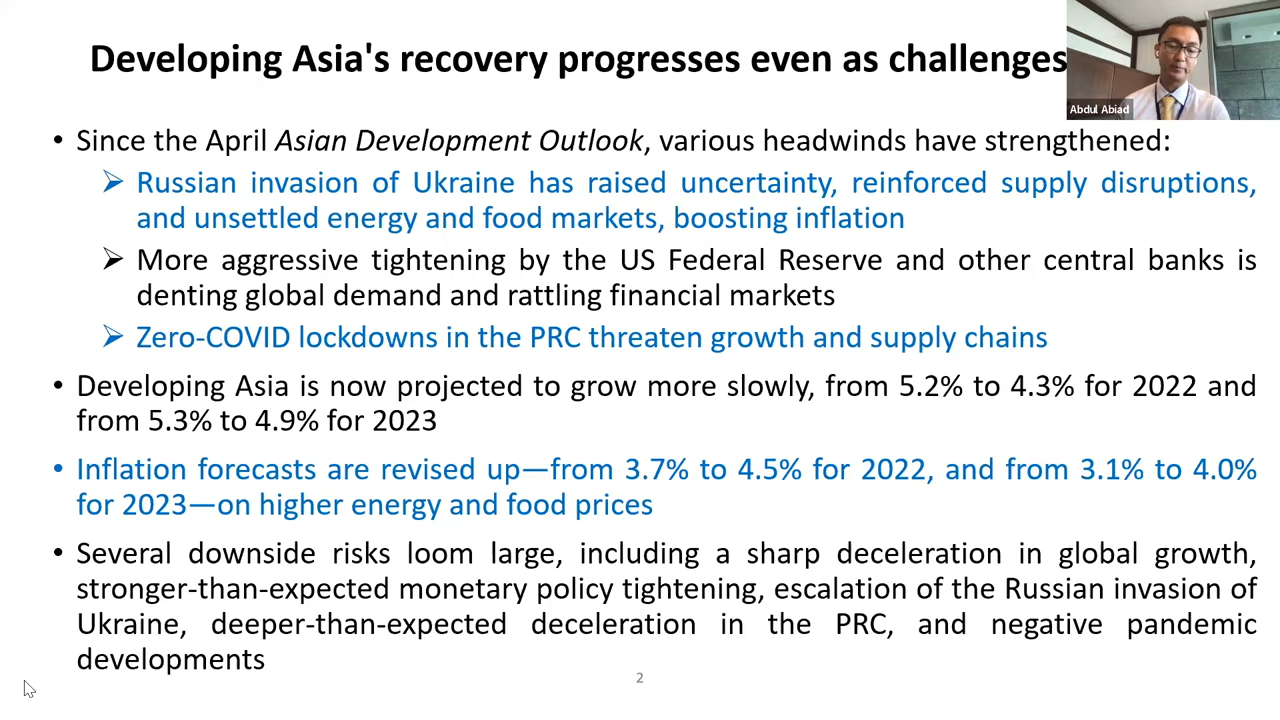 Developing Asia's recovery progresses even as challenges
Abdul Abiad
• Since the April Asian Development Outlook, various headwinds have strengthened:
➢ Russian invasion of Ukraine has raised uncertainty, reinforced supply disruptions,
and unsettled energy and food markets, boosting inflation
➢ More aggressive tightening by the US Federal Reserve and other central banks is
denting global demand and rattling financial markets
➢ Zero-COVID lockdowns in the PRC threaten growth and supply chains
• Developing Asia is now projected to grow more slowly, from 5.2% to 4.3% for 2022 and
from 5.3% to 4.9% for 2023
• Inflation forecasts are revised up—from 3.7% to 4.5% for 2022, and from 3.1% to 4.0%
for 2023—on higher energy and food prices
• Several downside risks loom large, including a sharp deceleration in global growth,
stronger-than-expected monetary policy tightening, escalation of the Russian invasion of
Ukraine, deeper-than-expected deceleration in the PRC, and negative pandemic
developments
2